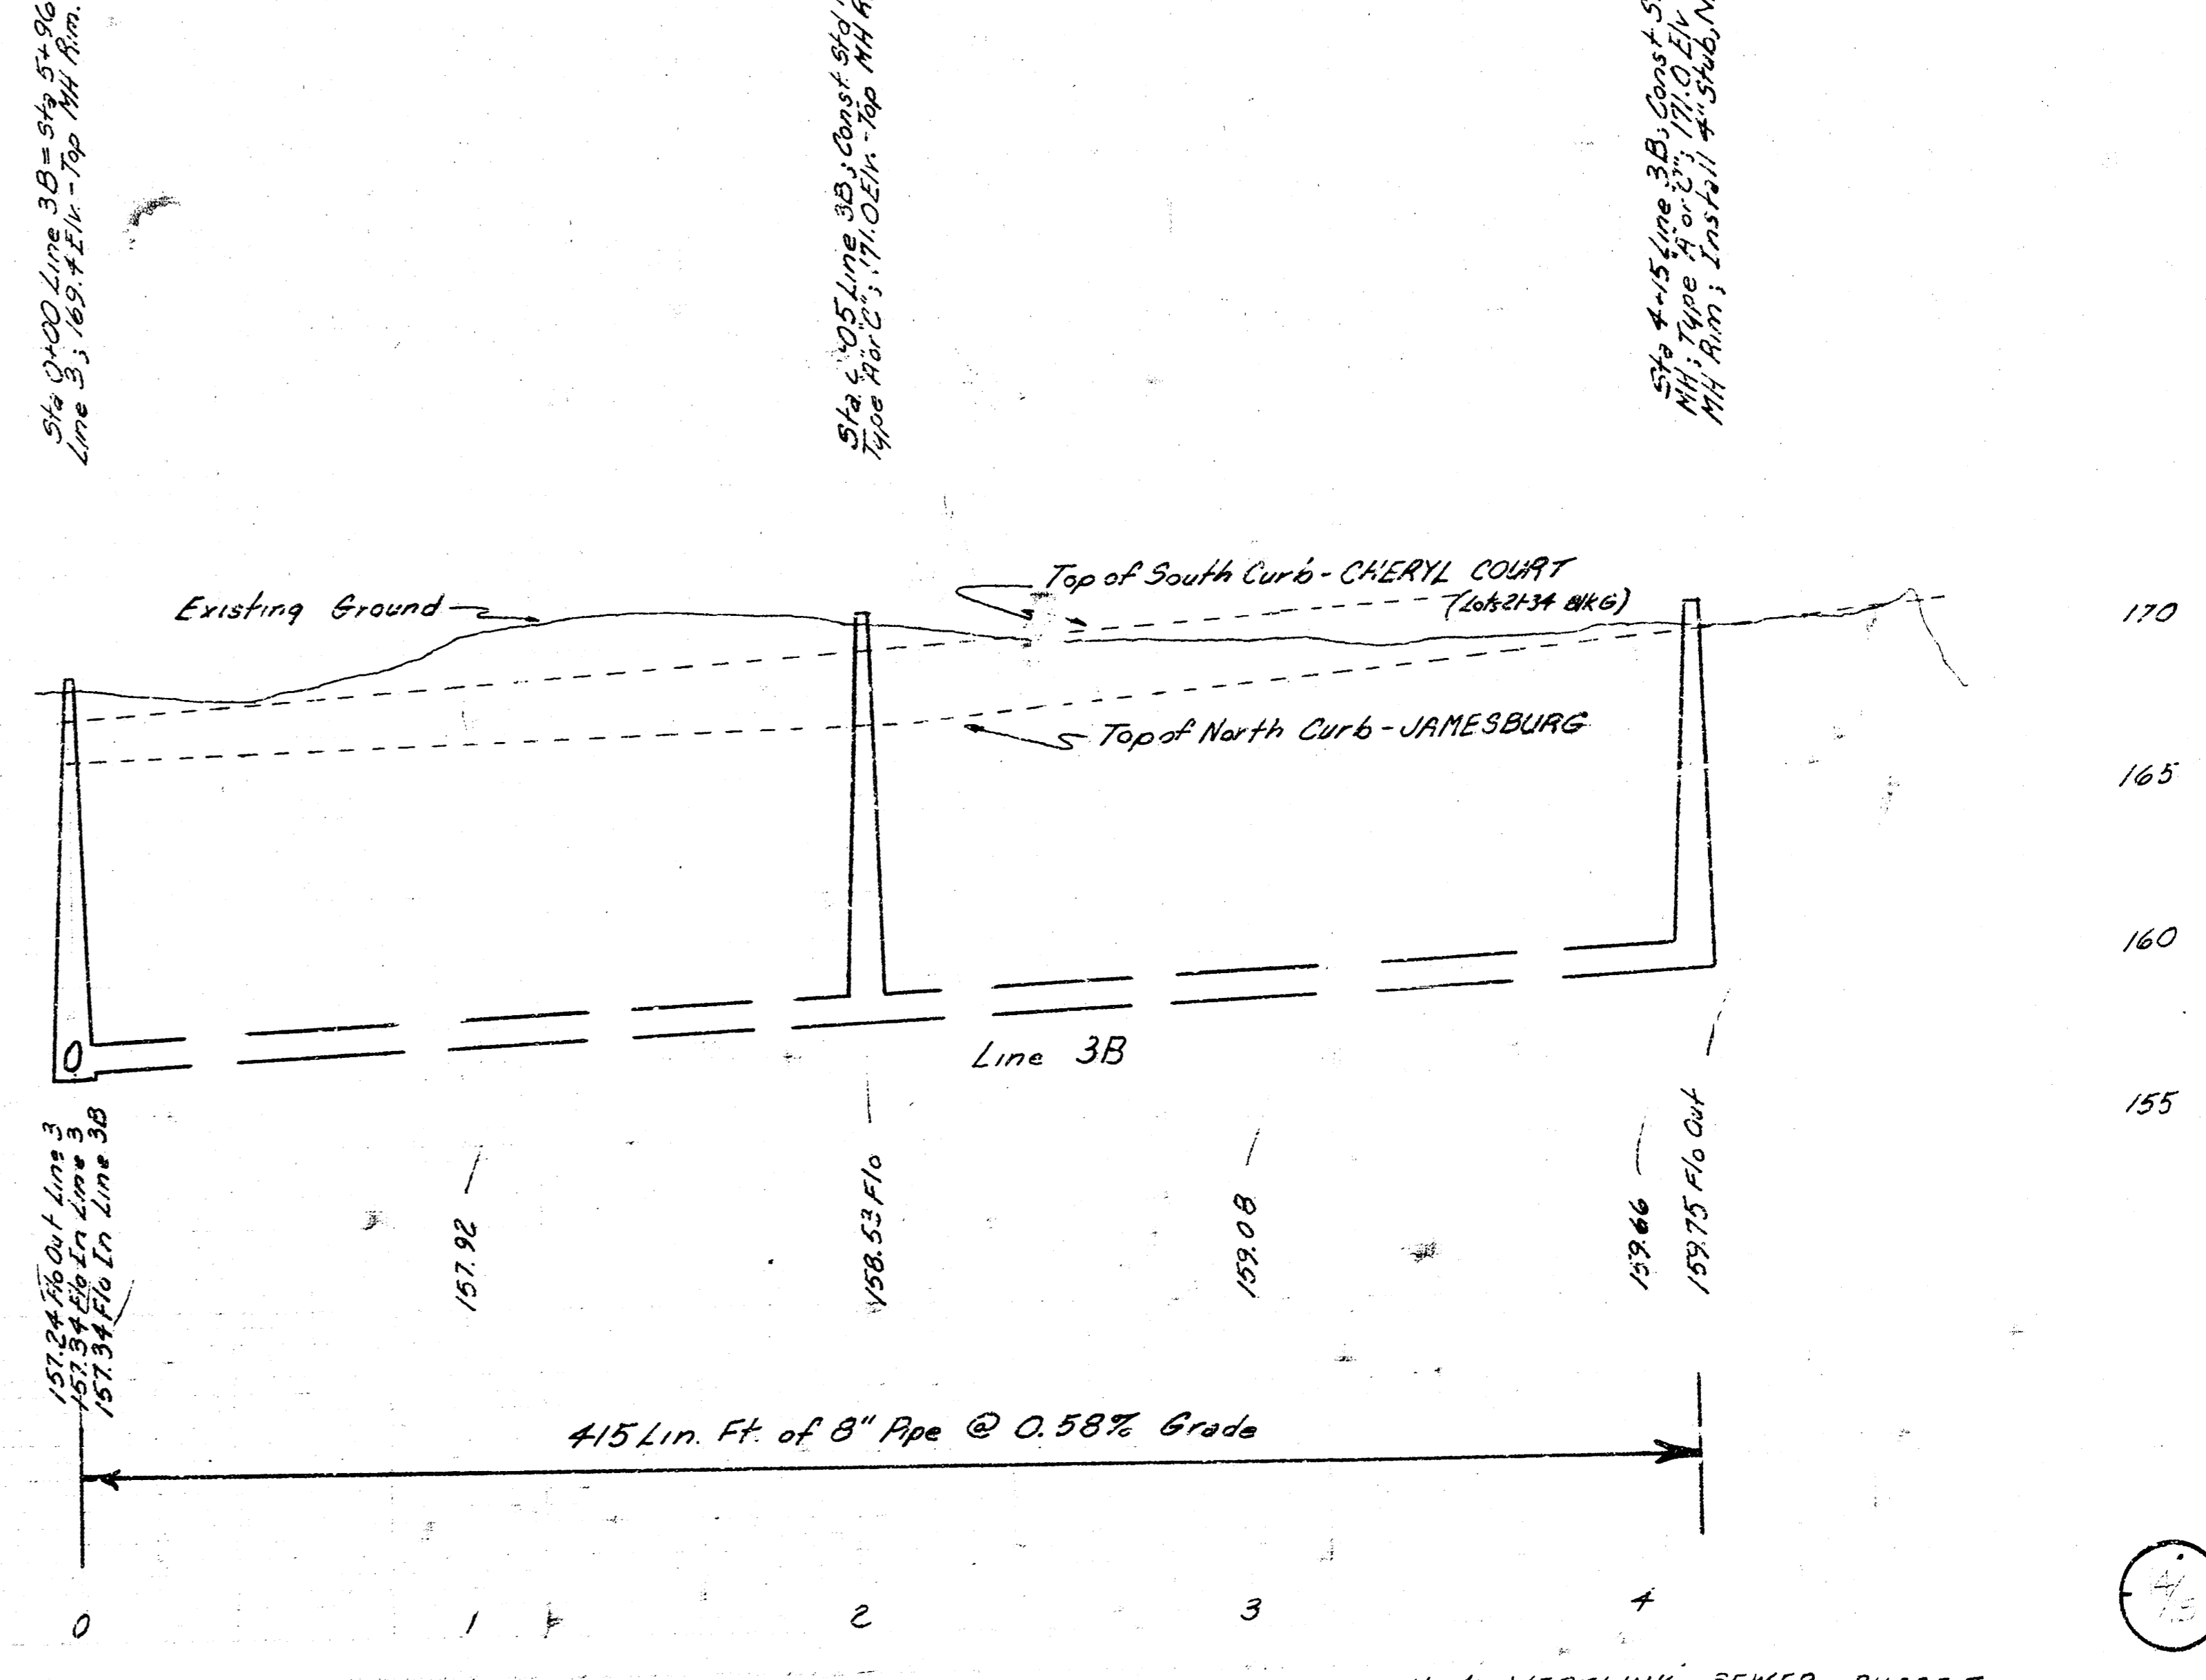 Sta 0+00 Line 3B = Sta 5+96
Line 3; 169.4 Elv. - Top MH Rim.
Sta 05 Line 3B; Const Std
Type "A" or "C"; 171.0 Elv. - Top MH
Sta 4+15 Line 3B; Const
MH; Type "A" or "C"; 171.0 Elv
MH Rim; Install 4" Stub,
Existing Ground
Top of South Curb - CHERYL COURT
(Lots 21-34 Blk G)
Top of North Curb - JAMESBURG
170
165
160
155
Line 3B
157.24 Flo Out Line 3
157.34 Flo In Line 3
157.34 Flo In Line 3B
157.92
158.53 Flo
159.08
159.66
159.75 Flo Out
415 Lin. Ft. of 8" Pipe @ 0.58% Grade
0 1 2 3 4
SEWER